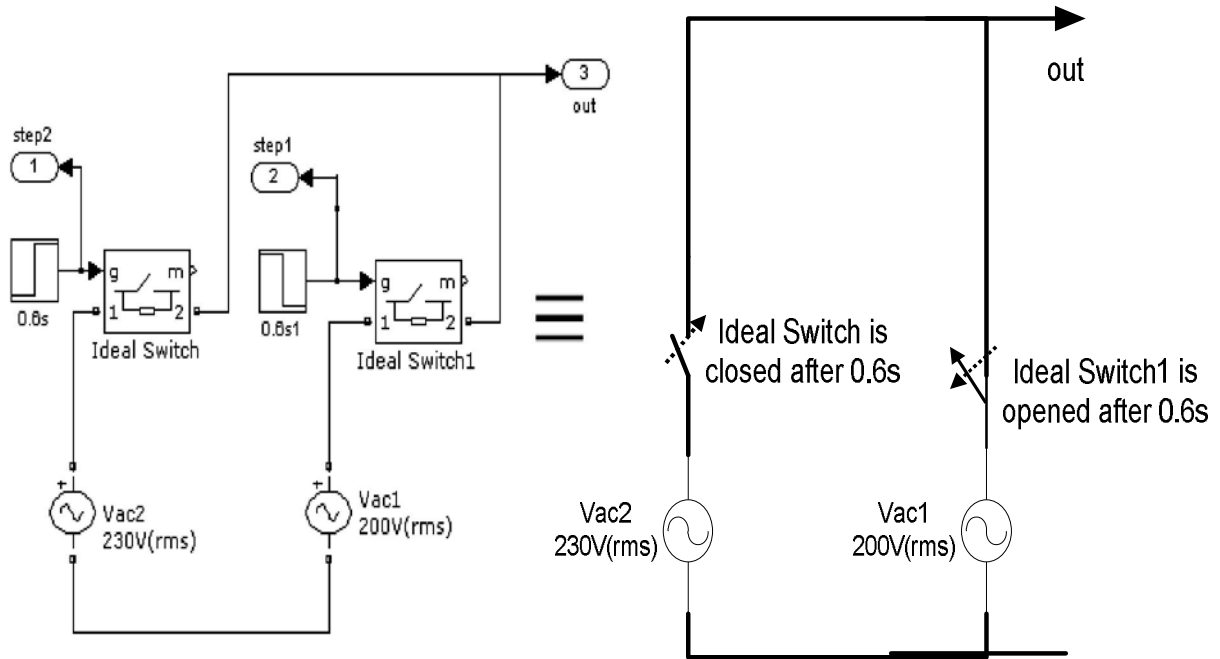 3
out
step2
1
step1
2
g m
1 2
0.6s
Ideal Switch
g m
1 2
0.6s1
Ideal Switch1
+
Vac2
230V(rms)
+
Vac1
200V(rms)
out
Ideal Switch is
closed after 0.6s
Ideal Switch1 is
opened after 0.6s
Vac2
230V(rms)
Vac1
200V(rms)